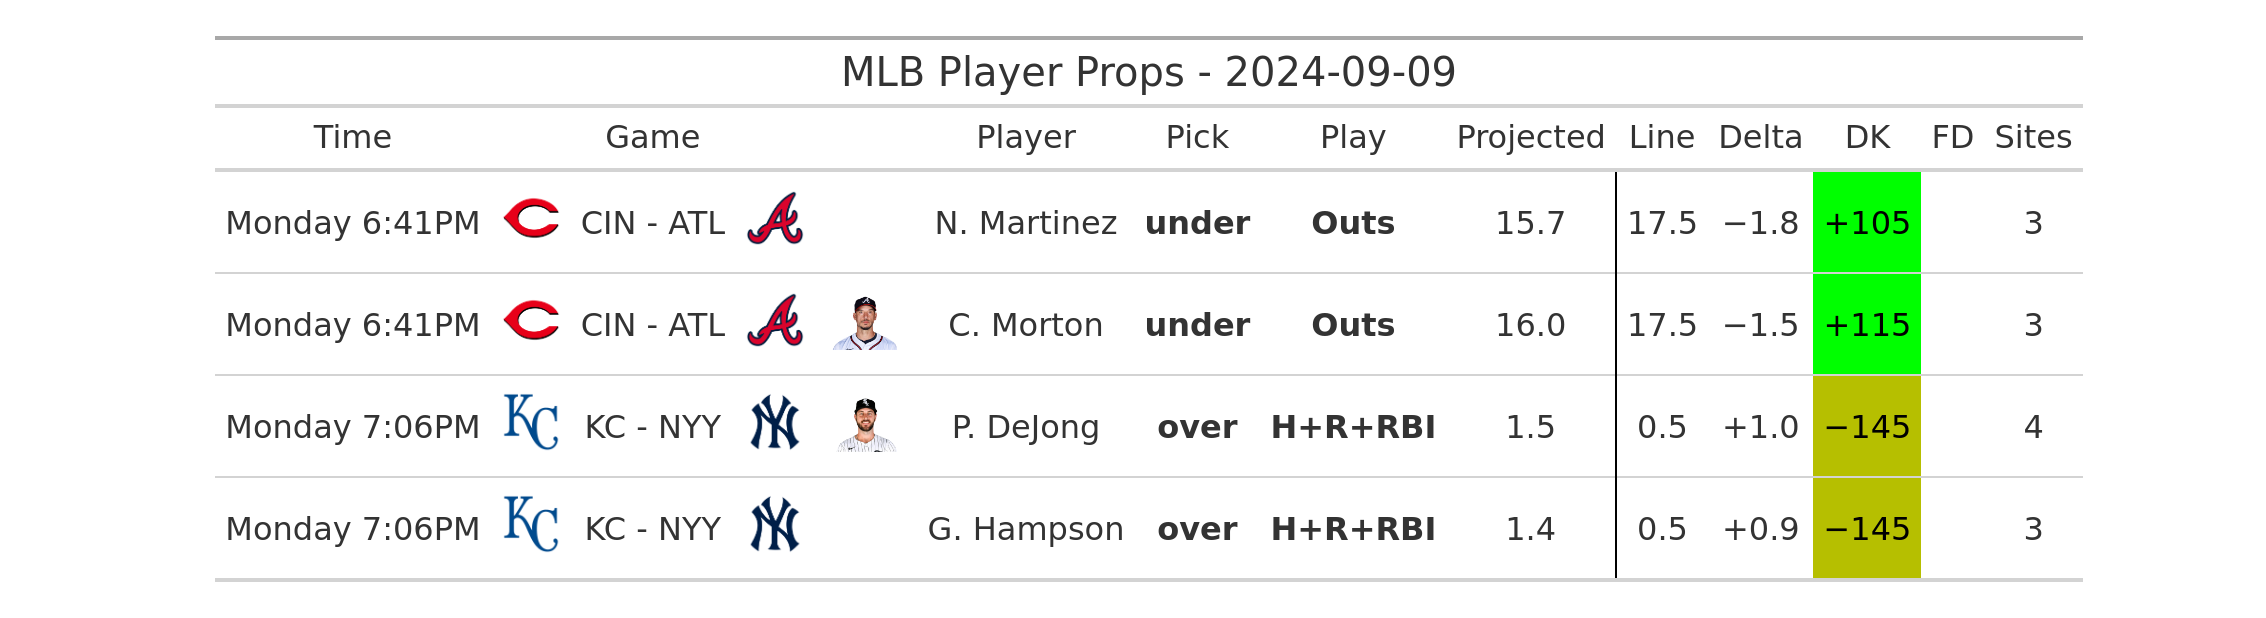 MLB Player Props - 2024-09-09
Time Game Player Pick Play Projected Line Delta DK FD Sites
Monday 6:41PM CIN - ATL N. Martinez under Outs 15.7 17.5 −1.8 +105 3
Monday 6:41PM CIN - ATL C. Morton under Outs 16.0 17.5 −1.5 +115 3
Monday 7:06PM KC KC - NYY NY P. DeJong over H+R+RBI 1.5 0.5 +1.0 −145 4
Monday 7:06PM KC KC - NYY NY G. Hampson over H+R+RBI 1.4 0.5 +0.9 −145 3